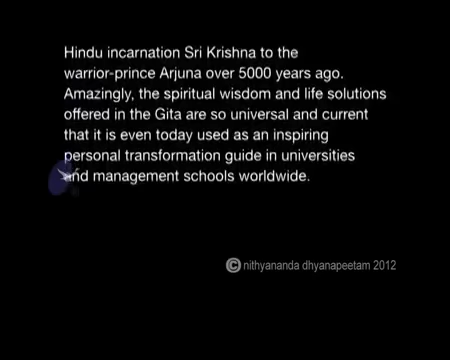 Hindu incarnation Sri Krishna to the
warrior-prince Arjuna over 5000 years ago.
Amazingly, the spiritual wisdom and life solutions
offered in the Gita are so universal and current
that it is even today used as an inspiring
personal transformation guide in universities
and management schools worldwide.
© nithyananda dhyanapeetam 2012